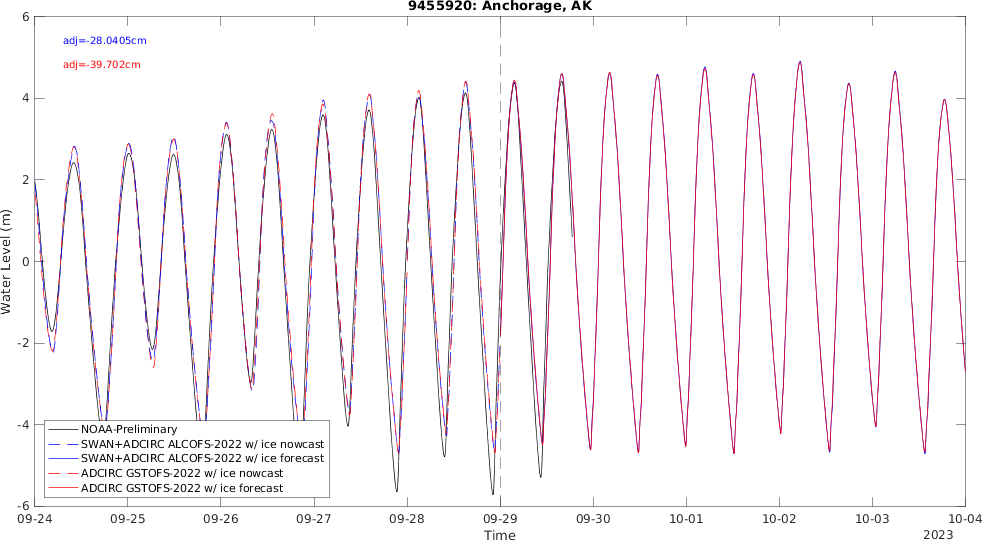 9455920: Anchorage, AK
adj=-28.0405cm
adj=-39.702cm
6
4
2
0
-2
-4
-6
Water Level (m)
NOAA-Preliminary
SWAN+ADCIRC ALCOFS-2022 w/ ice nowcast
SWAN+ADCIRC ALCOFS-2022 w/ ice forecast
ADCIRC GSTOFS-2022 w/ ice nowcast
ADCIRC GSTOFS-2022 w/ ice forecast
09-24 09-25 09-26 09-27 09-28 09-29 09-30 10-01 10-02 10-03 10-04
Time
2023